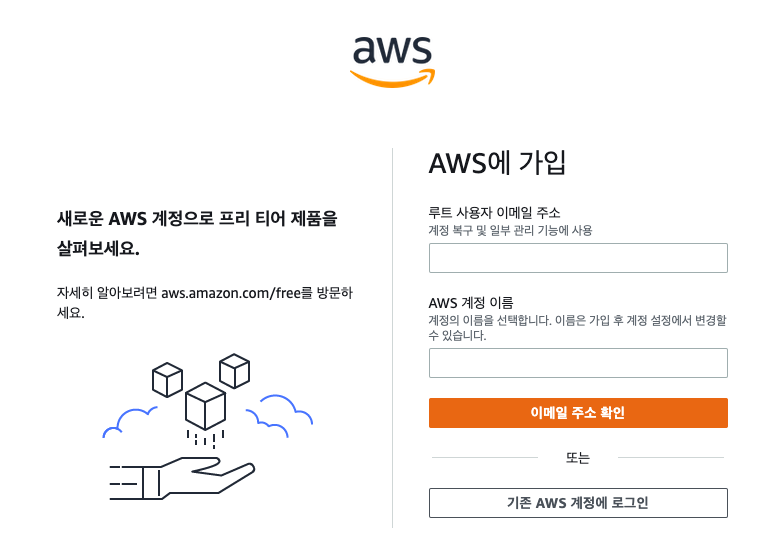 aws
새로운 AWS 계정으로 프리 티어 제품을
살펴보세요.
자세히 알아보려면 aws.amazon.com/free를 방문하
세요.
AWS에 가입
루트 사용자 이메일 주소
계정 복구 및 일부 관리 기능에 사용
AWS 계정 이름
계정의 이름을 선택합니다. 이름은 가입 후 계정 설정에서 변경할
수 있습니다.
이메일 주소 확인
또는
기존 AWS 계정에 로그인